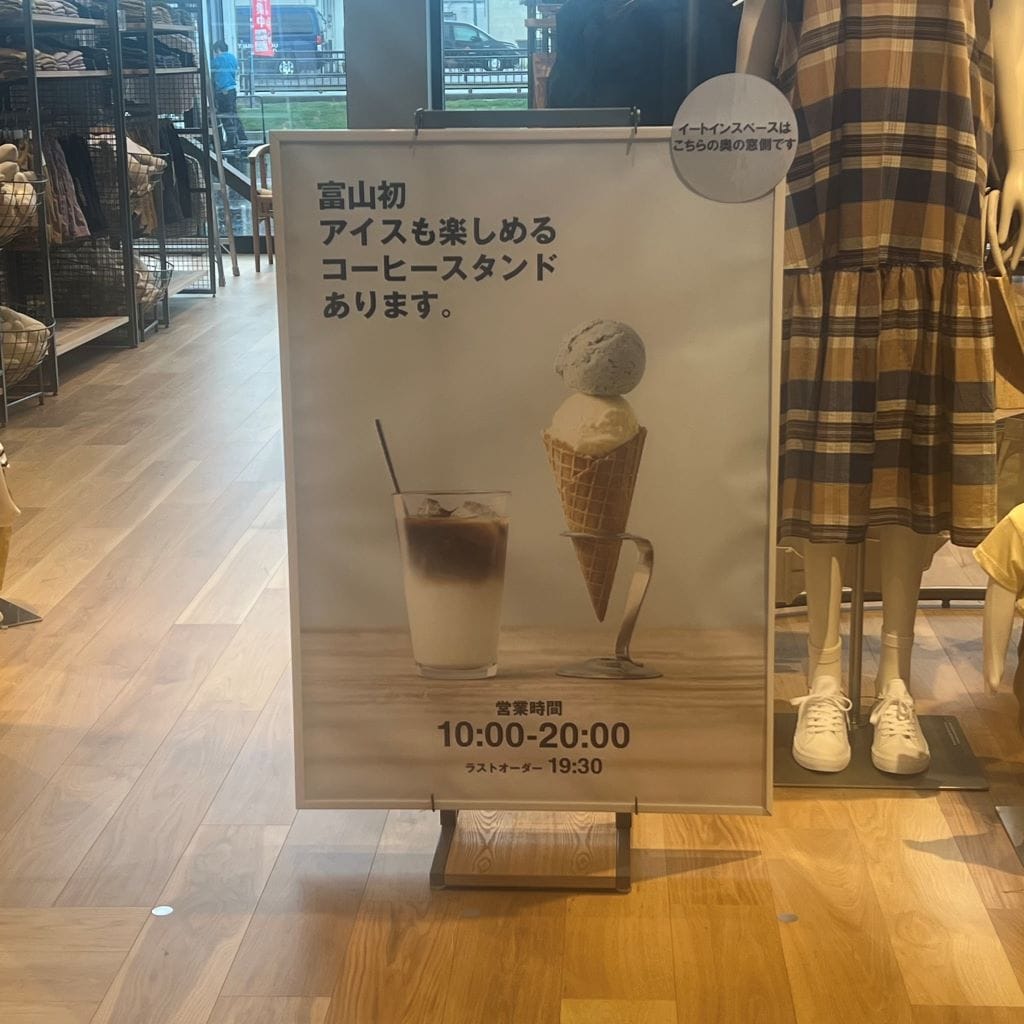 イートインスペースは
こちらの奥の窓側です
富山初
アイスも楽しめる
コーヒースタンド
あります。
営業時間
10:00-20:00
ラストオーダー 19:30